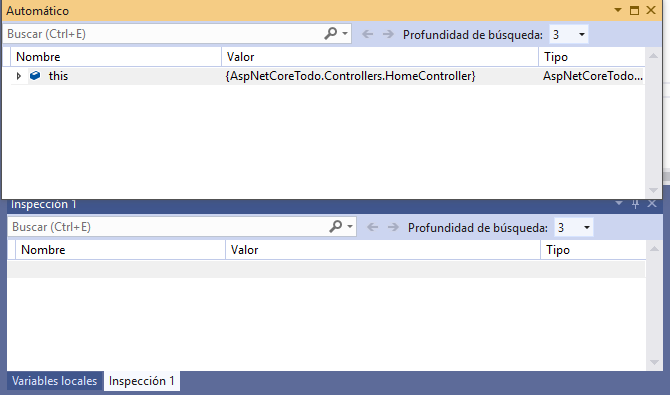 Automático
Buscar (Ctrl+E) Profundidad de búsqueda: 3
Nombre Valor Tipo
this {AspNetCoreTodo.Controllers.HomeController} AspNetCoreTodo...
Inspección 1
Buscar (Ctrl+E) Profundidad de búsqueda: 3
Nombre Valor Tipo
Variables locales Inspección 1